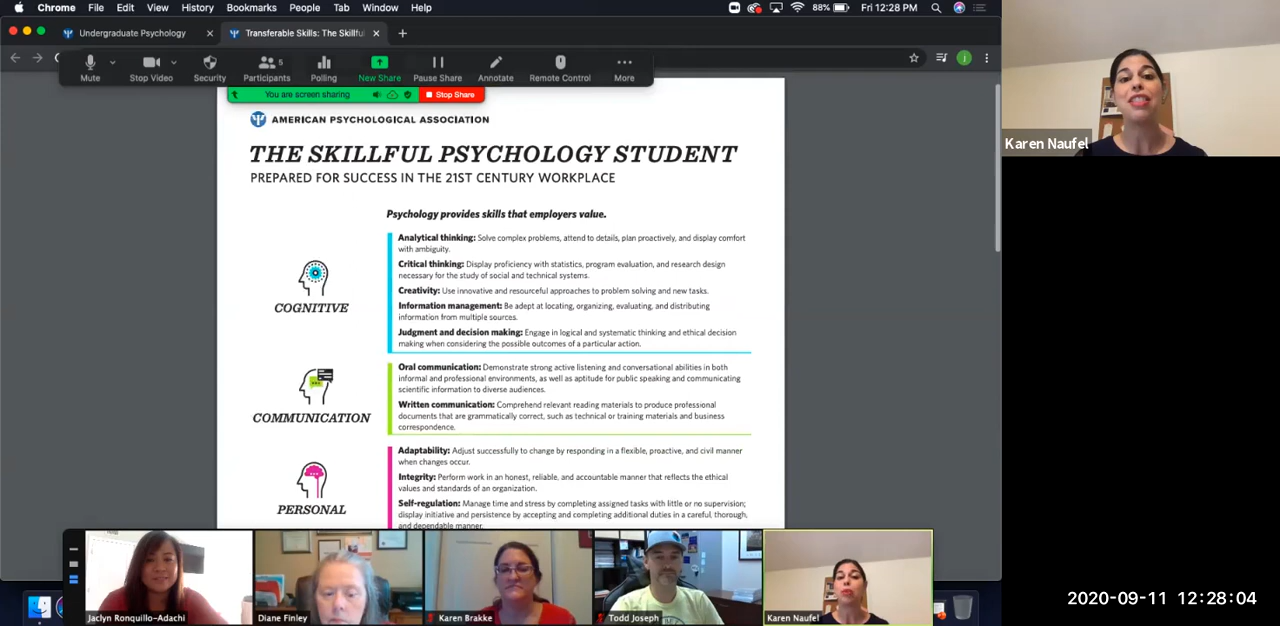 Chrome File Edit View History Bookmarks People Tab Window Help
88% Fri 12:28 PM
Undergraduate Psychology
Transferable Skills: The Skillfu
Mute
Stop Video
Security
Participants 5
Polling
New Share
Pause Share
Annotate
Remote Control
More
You are screen sharing
Stop Share
AMERICAN PSYCHOLOGICAL ASSOCIATION
THE SKILLFUL PSYCHOLOGY STUDENT
PREPARED FOR SUCCESS IN THE 21ST CENTURY WORKPLACE
Psychology provides skills that employers value.
COGNITIVE
Analytical thinking: Solve complex problems, attend to details, plan proactively, and display comfort
with ambiguity.
Critical thinking: Display proficiency with statistics, program evaluation, and research design
necessary for the study of social and technical systems.
Creativity: Use innovative and resourceful approaches to problem solving and new tasks.
Information management: Be adept at locating, organizing, evaluating, and distributing
information from multiple sources.
Judgment and decision making: Engage in logical and systematic thinking and ethical decision
making when considering the possible outcomes of a particular action.
COMMUNICATION
Oral communication: Demonstrate strong active listening and conversational abilities in both
informal and professional environments, as well as aptitude for public speaking and communicating
scientific information to diverse audiences.
Written communication: Comprehend relevant reading materials to produce professional
documents that are grammatically correct, such as technical or training materials and business
correspondence.
PERSONAL
Adaptability: Adjust successfully to change by responding in a flexible, proactive, and civil manner
when changes occur.
Integrity: Perform work in an honest, reliable, and accountable manner that reflects the ethical
values and standards of an organization.
Self-regulation: Manage time and stress by completing assigned tasks with little or no supervision;
display initiative and persistence by accepting and completing additional duties in a careful, thorough,
and dependable manner.
Karen Naufel
Jaclyn Ronquillo-Adachi
Diane Finley
Karen Brakke
Todd Joseph
Karen Naufel
2020-09-11 12:28:04